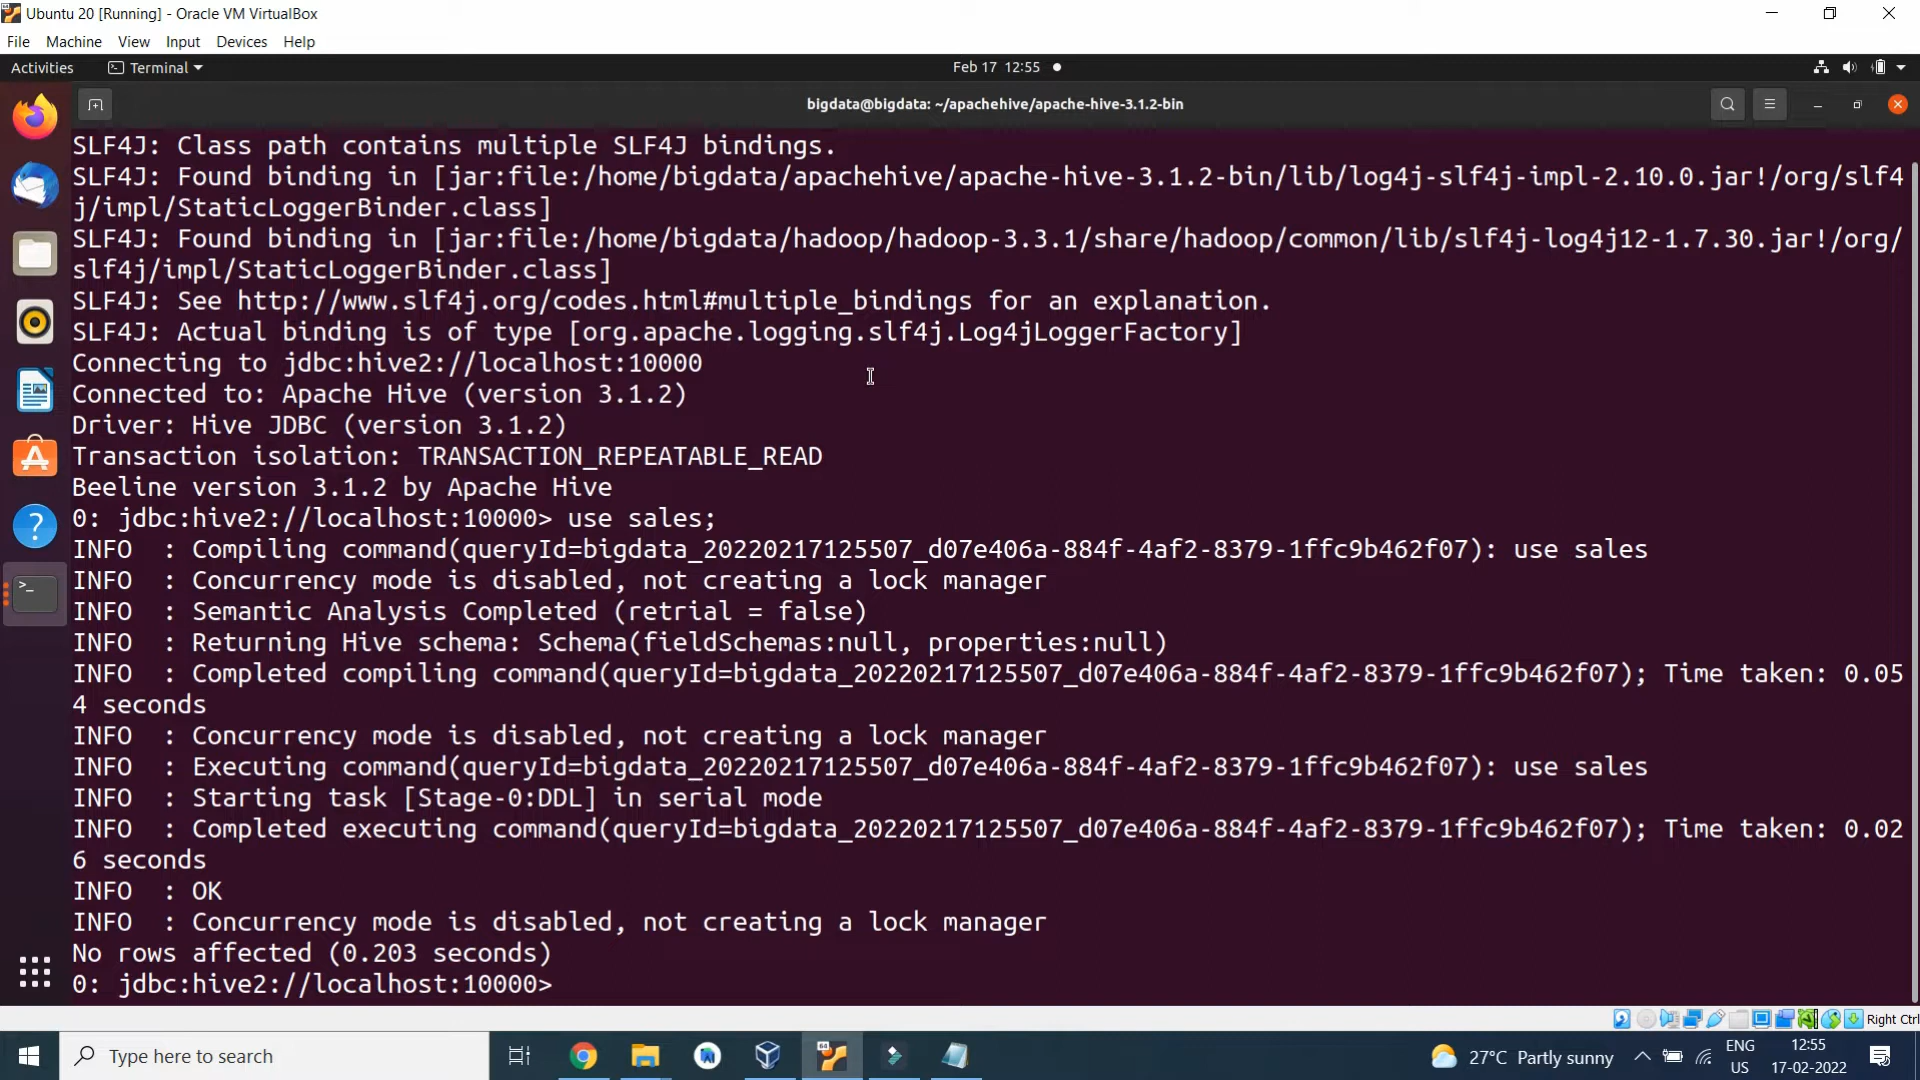 Ubuntu 20 [Running] - Oracle VM VirtualBox
File Machine View Input Devices Help
Activities Terminal Feb 17 12:55
bigdata@bigdata: ~/apachehive/apache-hive-3.1.2-bin
SLF4J: Class path contains multiple SLF4J bindings.
SLF4J: Found binding in [jar:file:/home/bigdata/apachehive/apache-hive-3.1.2-bin/lib/log4j-slf4j-impl-2.10.0.jar!/org/slf4
j/impl/StaticLoggerBinder.class]
SLF4J: Found binding in [jar:file:/home/bigdata/hadoop/hadoop-3.3.1/share/hadoop/common/lib/slf4j-log4j12-1.7.30.jar!/org/
slf4j/impl/StaticLoggerBinder.class]
SLF4J: See http://www.slf4j.org/codes.html#multiple_bindings for an explanation.
SLF4J: Actual binding is of type [org.apache.logging.slf4j.Log4jLoggerFactory]
Connecting to jdbc:hive2://localhost:10000
Connected to: Apache Hive (version 3.1.2)
Driver: Hive JDBC (version 3.1.2)
Transaction isolation: TRANSACTION_REPEATABLE_READ
Beeline version 3.1.2 by Apache Hive
0: jdbc:hive2://localhost:10000> use sales;
INFO  : Compiling command(queryId=bigdata_20220217125507_d07e406a-884f-4af2-8379-1ffc9b462f07): use sales
INFO  : Concurrency mode is disabled, not creating a lock manager
INFO  : Semantic Analysis Completed (retrial = false)
INFO  : Returning Hive schema: Schema(fieldSchemas:null, properties:null)
INFO  : Completed compiling command(queryId=bigdata_20220217125507_d07e406a-884f-4af2-8379-1ffc9b462f07); Time taken: 0.05
4 seconds
INFO  : Concurrency mode is disabled, not creating a lock manager
INFO  : Executing command(queryId=bigdata_20220217125507_d07e406a-884f-4af2-8379-1ffc9b462f07): use sales
INFO  : Starting task [Stage-0:DDL] in serial mode
INFO  : Completed executing command(queryId=bigdata_20220217125507_d07e406a-884f-4af2-8379-1ffc9b462f07); Time taken: 0.02
6 seconds
INFO  : OK
INFO  : Concurrency mode is disabled, not creating a lock manager
No rows affected (0.203 seconds)
0: jdbc:hive2://localhost:10000>
Right Ctrl
Type here to search
27°C Partly sunny
ENG
US
12:55
17-02-2022